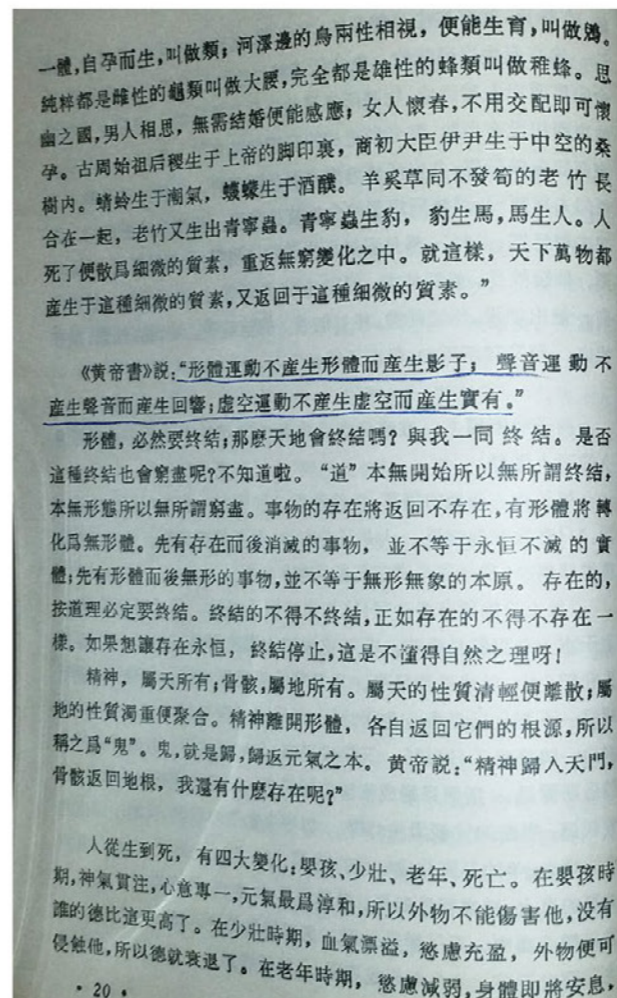 一體，自孕而生，叫做類；河澤邊的鳥兩性相視，便能生育，叫做鶂。
純粹都是雌性的龜類叫做大腰，完全都是雄性的蜂類叫做稚蜂。思
幽之國，男人相思，無需結婚便能感應；女人懷春，不用交配即可懷
孕。古周始祖后稷生于上帝的脚印裏，商初大臣伊尹生于中空的桑
樹内。蜻蛉生于潮氣，蠛蠓生于酒醭。羊奚草同不發筍的老竹長
合在一起，老竹又生出青寧蟲。青寧蟲生豹，豹生馬，馬生人。人
死了便散爲細微的質素，重返無窮變化之中。就這樣，天下萬物都
産生于這種細微的質素，又返回于這種細微的質素。”
《黄帝書》説：“形體運動不産生形體而産生影子；聲音運動不
産生聲音而産生回響；虚空運動不産生虚空而産生實有。”
形體，必然要終結；那麽天地會終結嗎？與我一同終結。是否
這種終結也會窮盡呢？不知道啦。“道”本無開始所以無所謂終結，
本無形態所以無所謂窮盡。事物的存在將返回不存在，有形體將轉
化爲無形體。先有存在而後消滅的事物，並不等于永恒不滅的實
體；先有形體而後無形的事物，並不等于無形無象的本原。存在的，
按道理必定要終結。終結的不得不終結，正如存在的不得不存在一
樣。如果想讓存在永恒，終結停止，這是不懂得自然之理呀！
精神，屬天所有；骨骸，屬地所有。屬天的性質清輕便離散；屬
地的性質濁重便聚合。精神離開形體，各自返回它們的根源，所以
稱之爲“鬼”。鬼，就是歸，歸返元氣之本。黄帝説：“精神歸入天門，
骨骸返回地根，我還有什麽存在呢？”
人從生到死，有四大變化：嬰孩、少壯、老年、死亡。在嬰孩時
期，神氣貫注，心意專一，元氣最爲淳和，所以外物不能傷害他，没有
誰的德比這更高了。在少壯時期，血氣漂溢，慾慮充盈，外物便可
侵蝕他，所以德就衰退了。在老年時期，慾慮減弱，身體即將安息，
·20·